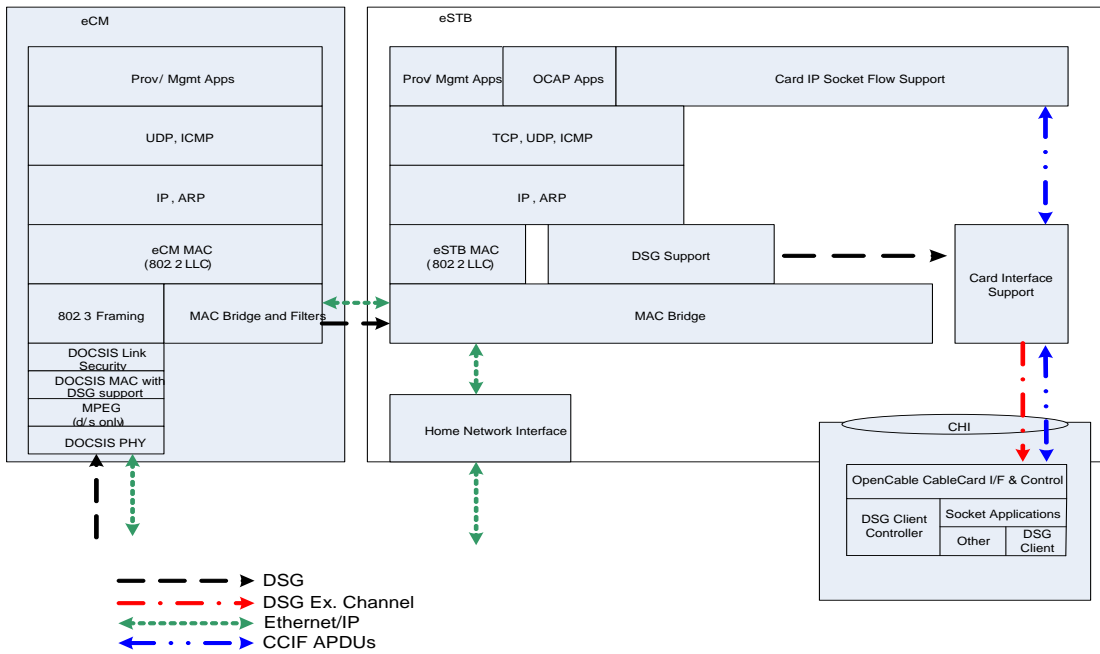 eCM
Prov/ Mgmt Apps
UDP, ICMP
IP , ARP
eCM MAC
(802 2 LLC)
802. 3 Framing
MAC Bridge and Filters
DOCSIS Link
Security
DOCSIS MAC with
DSG support
MPEG
(d/s only)
DOCSIS PHY
eSTB
Prov/ Mgmt Apps
OCAP Apps
Card IP Socket Flow Support
TCP, UDP, ICMP
IP , ARP
eSTB MAC
(802 2 LLC)
DSG Support
Card Interface
Support
MAC Bridge
Home Network Interface
CHI
OpenCable CableCard I/F & Control
DSG Client
Controller
Socket Applications
Other
DSG
Client
DSG
DSG Ex. Channel
Ethernet/IP
CCIF APDUs